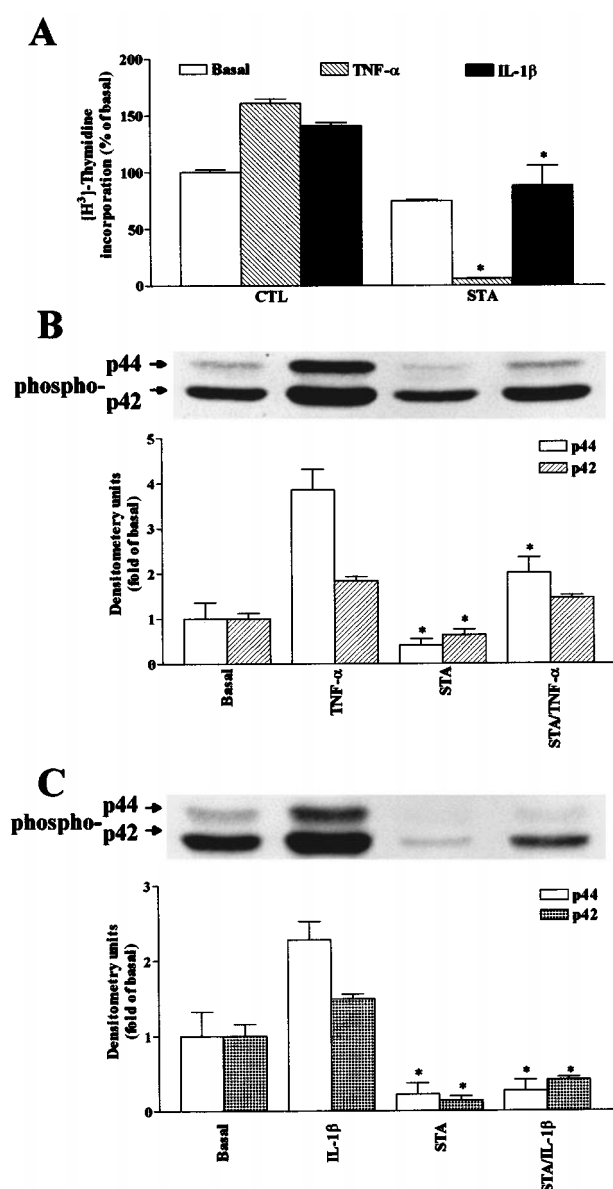 A
Basal TNF-α IL-1β
[H³]-Thymidine
incorporation (% of basal)
200
150
100
50
0
*
*
CTL STA
B
phospho-
p44
p42
p44
p42
Densitometery units
(fold of basal)
5
4
3
2
1
0
* * *
Basal TNF-α STA STA/TNF-α
C
phospho-
p44
p42
p44
p42
Densitometry units
(fold of basal)
3
2
1
0
* * * *
Basal IL-1β STA STA/IL-1β